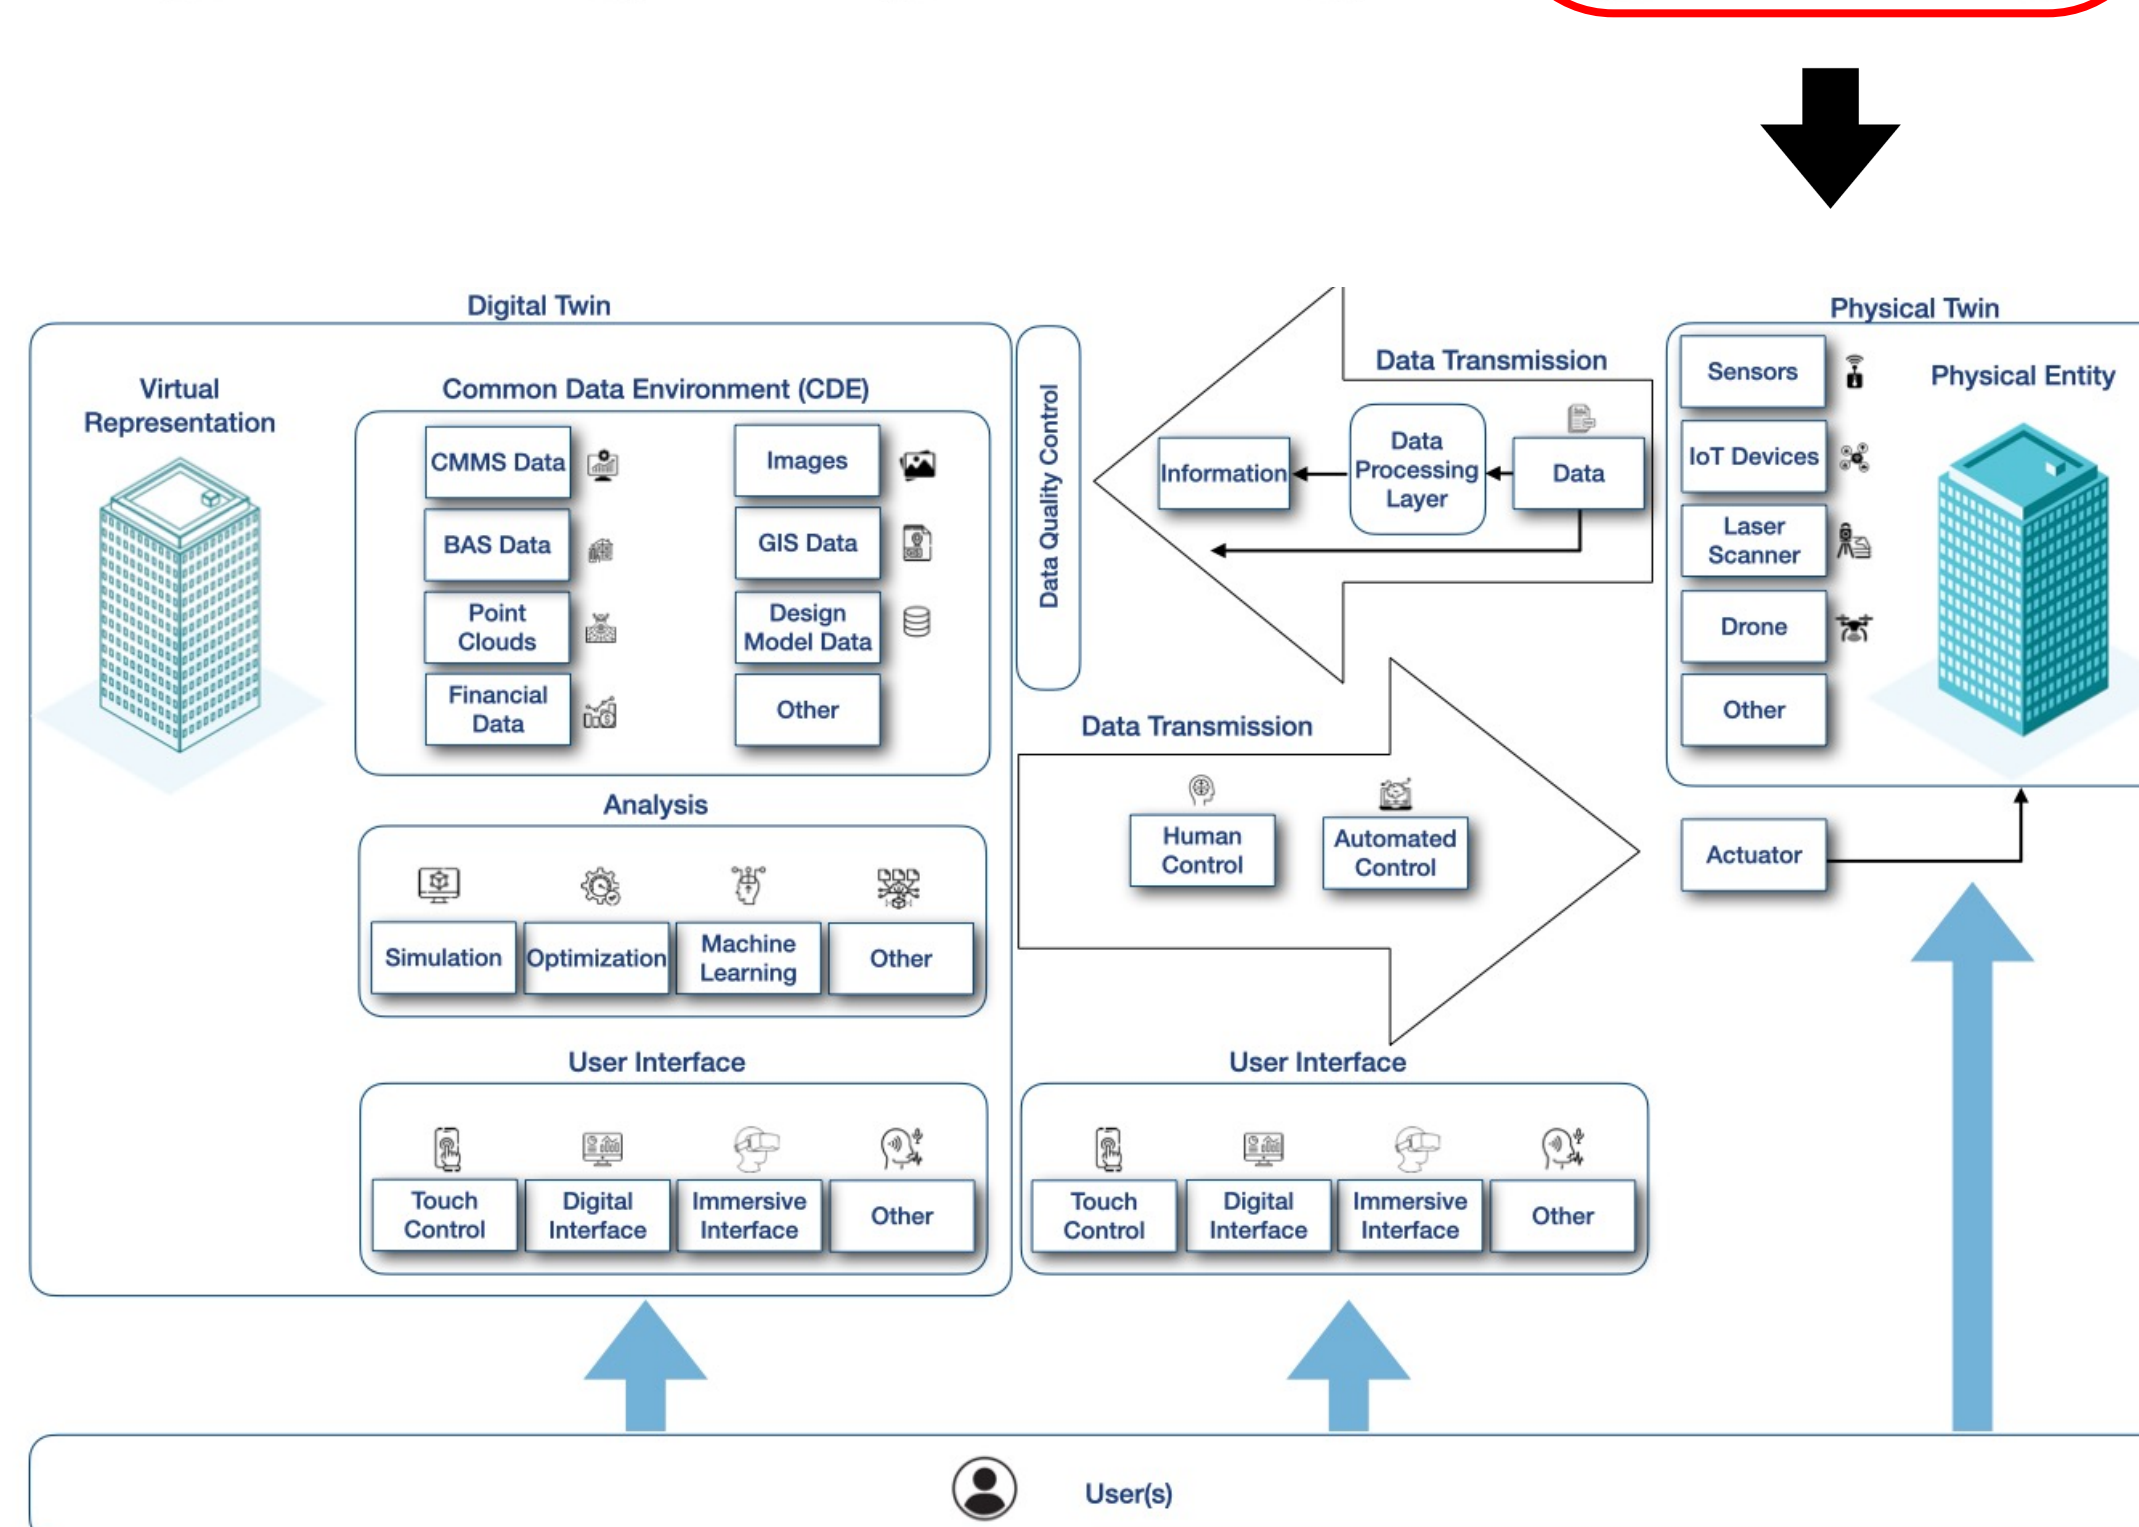 Digital Twin
Virtual
Representation
Common Data Environment (CDE)
CMMS Data
Images
BAS Data
GIS Data
Point
Clouds
Design
Model Data
Financial
Data
Other
Analysis
Simulation
Optimization
Machine
Learning
Other
User Interface
Touch
Control
Digital
Interface
Immersive
Interface
Other
Data Quality Control
Data Transmission
Information
Data
Processing
Layer
Data
Data Transmission
Human
Control
Automated
Control
User Interface
Touch
Control
Digital
Interface
Immersive
Interface
Other
Physical Twin
Sensors
IoT Devices
Laser
Scanner
Drone
Other
Physical Entity
Actuator
User(s)